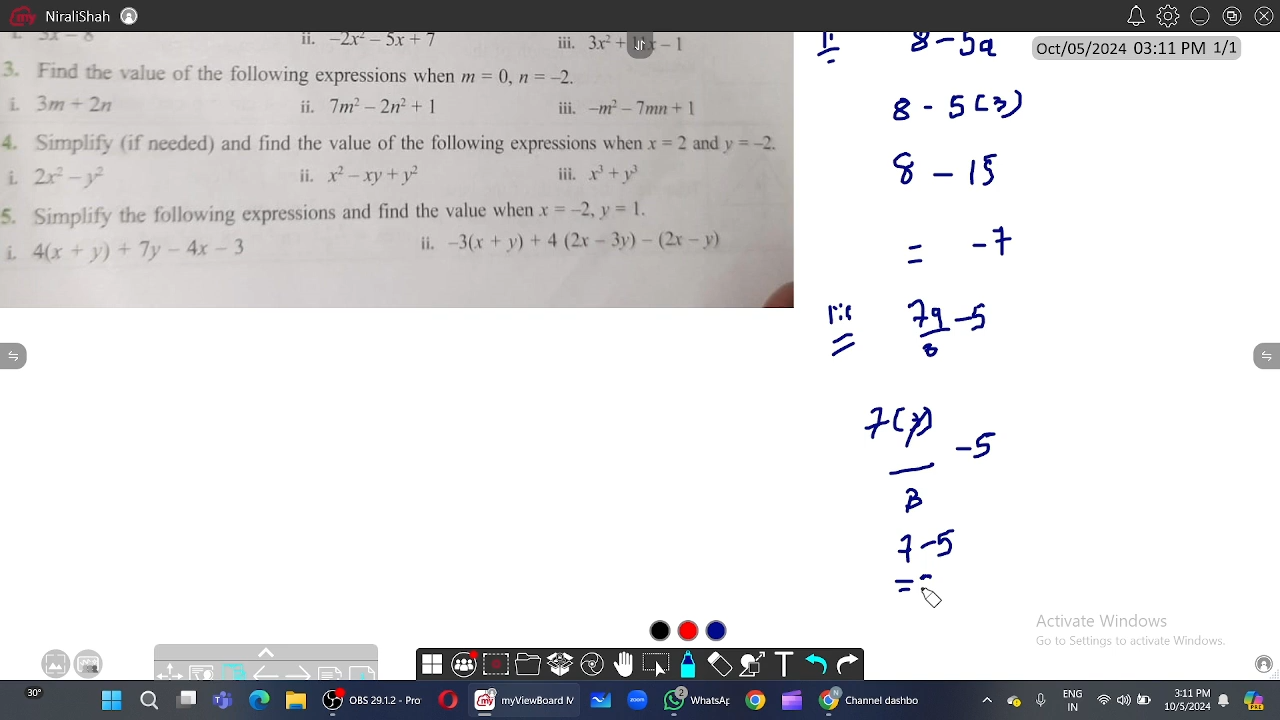 my NiraliShah
ii. −2x² − 5x + 7
3. Find the value of the following expressions when m = 0, n = −2.
i. 3m + 2n ii. 7m² − 2n² + 1 iii. −m² − 7mn + 1
4. Simplify (if needed) and find the value of the following expressions when x = 2 and y = −2.
i. 2x² − y² ii. x² − xy + y² iii. x³ + y³
5. Simplify the following expressions and find the value when x = −2, y = 1.
i. 4(x + y) + 7y − 4x − 3 ii. −3(x + y) + 4 (2x − 3y) − (2x − y)
Oct/05/2024 03:11 PM 1/1
8 − 5a
8 − 5(3)
8 − 15
= −7
iii 7a − 5
3
7(3) − 5
3
7 − 5
=
Activate Windows
Go to Settings to activate Windows.
T
30° OBS 29.12 - Pro my myViewBoard M zoom 2 WhatsAp N Channel dashbo ENG 3:11 PM
IN 10/5/2024